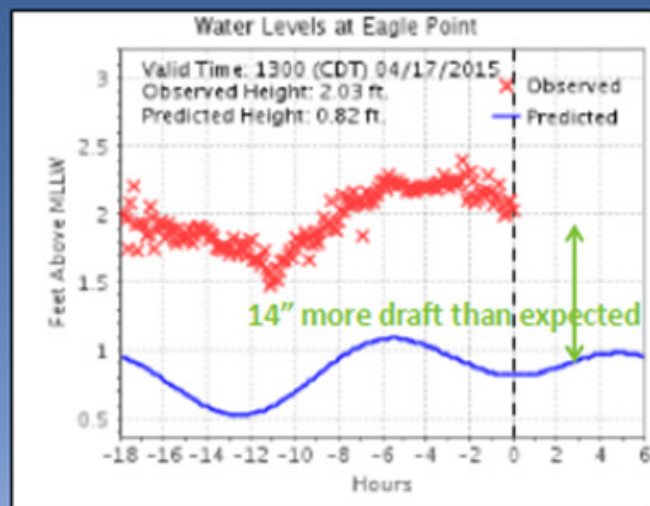 Water Levels at Eagle Point
Valid Time: 1300 (CDT) 04/17/2015
Observed Height: 2.03 ft.
Predicted Height: 0.82 ft.
Observed
Predicted
3
2.5
2
1.5
1
0.5
Feet Above MLLW
14" more draft than expected
-18 -16 -14 -12 -10 -8 -6 -4 -2 0 2 4 6
Hours